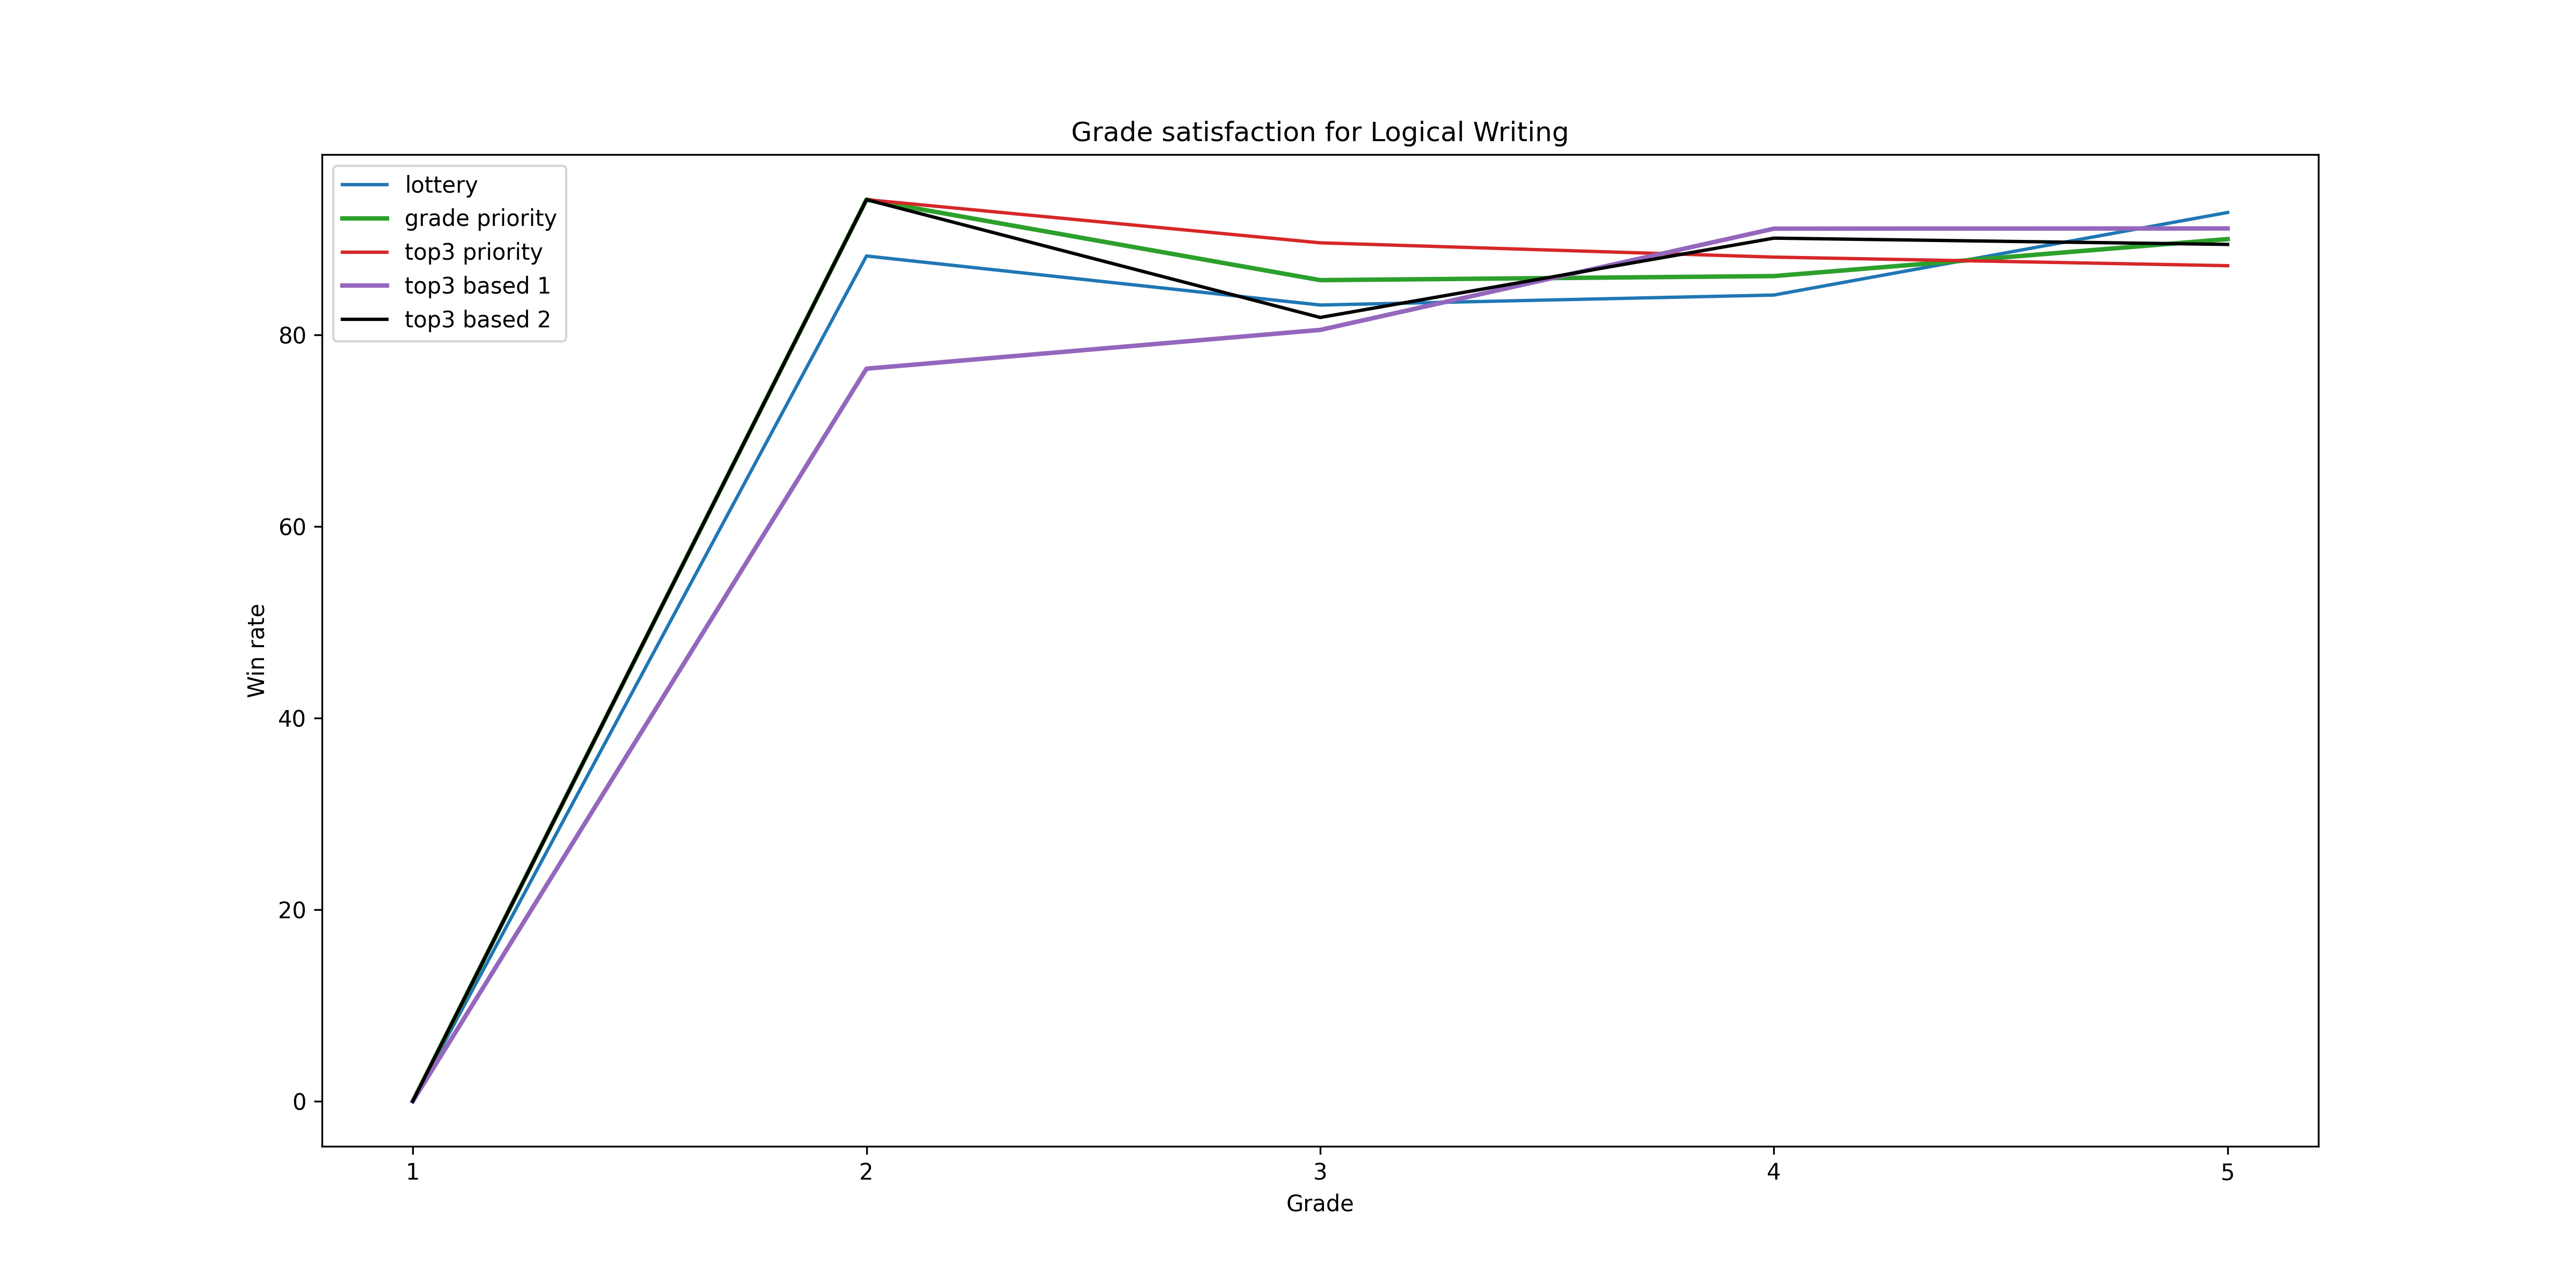 Grade satisfaction for Logical Writing
lottery
grade priority
top3 priority
top3 based 1
top3 based 2
80
60
40
20
0
Win rate
1 2 3 4 5
Grade